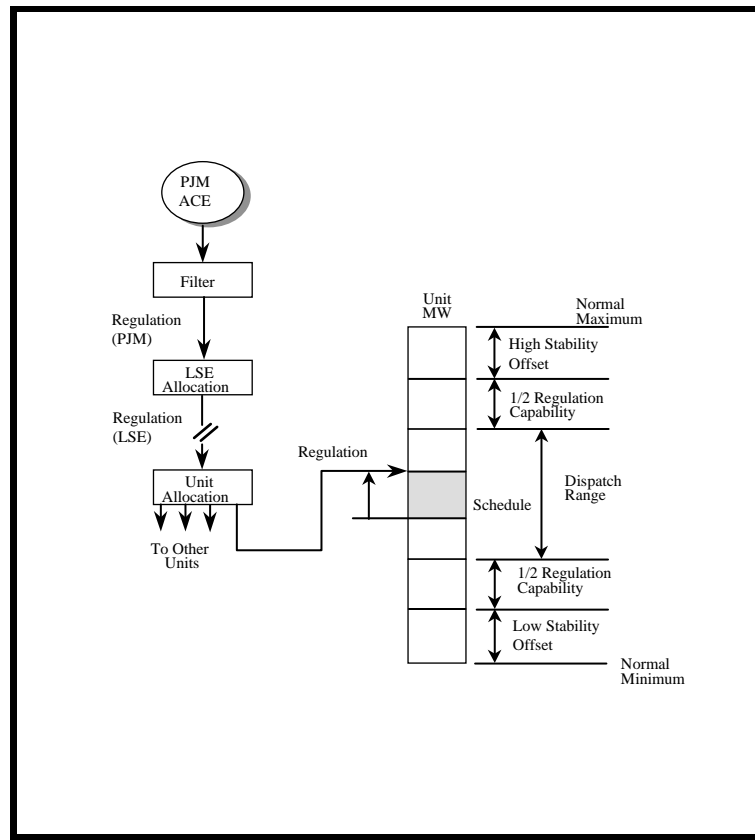 PJM
ACE
Filter
Regulation
(PJM)
LSE
Allocation
Regulation
(LSE)
Unit
Allocation
To Other
Units
Regulation
Unit
MW
Normal
Maximum
High Stability
Offset
1/2 Regulation
Capability
Dispatch
Range
Schedule
1/2 Regulation
Capability
Low Stability
Offset
Normal
Minimum